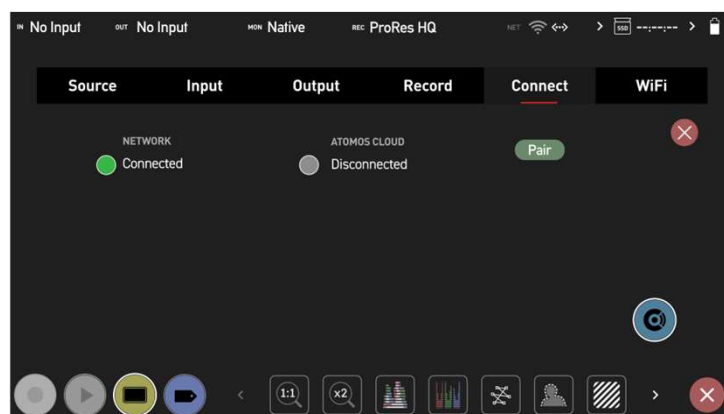 IN No Input OUT No Input MON Native REC ProRes HQ NET SSD --:--:--
Source Input Output Record Connect WiFi
NETWORK ATOMOS CLOUD
Connected Disconnected Pair
1:1 x2